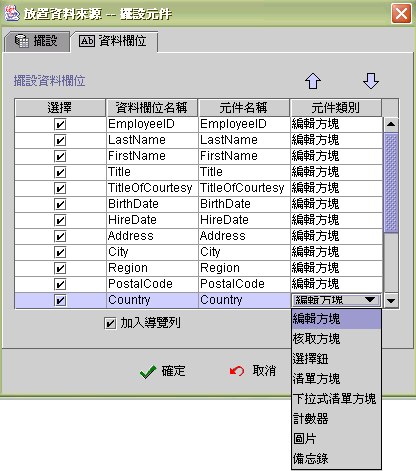 放置資料來源 -- 擺設元件
擺設 Ab 資料欄位
擺設資料欄位
選擇 資料欄位名稱 元件名稱 元件類別
EmployeeID EmployeeID 編輯方塊
LastName LastName 編輯方塊
FirstName FirstName 編輯方塊
Title Title 編輯方塊
TitleOfCourtesy TitleOfCourtesy 編輯方塊
BirthDate BirthDate 編輯方塊
HireDate HireDate 編輯方塊
Address Address 編輯方塊
City City 編輯方塊
Region Region 編輯方塊
PostalCode PostalCode 編輯方塊
Country Country 編輯方塊
加入導覽列
確定 取消
編輯方塊
核取方塊
選擇鈕
清單方塊
下拉式清單方塊
計數器
圖片
備忘錄